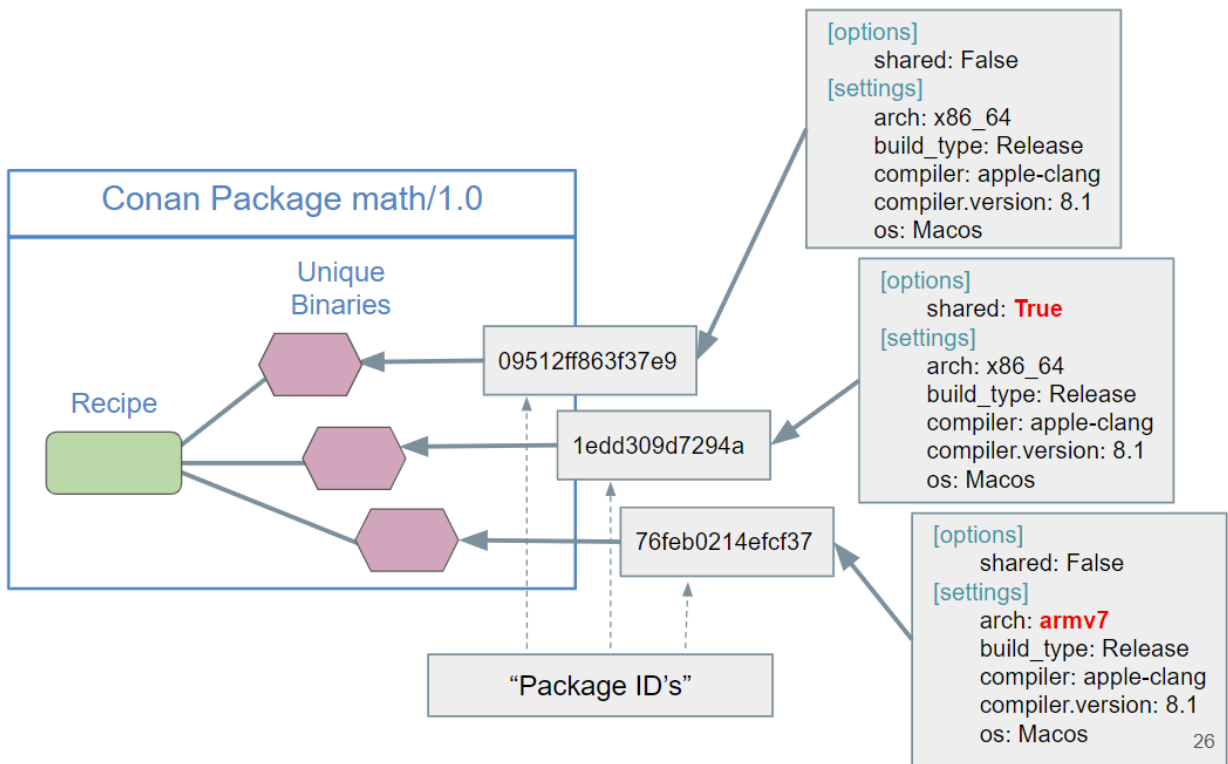 [options]
shared: False
[settings]
arch: x86_64
build_type: Release
compiler: apple-clang
compiler.version: 8.1
os: Macos
Conan Package math/1.0
Unique
Binaries
Recipe
09512ff863f37e9
1edd309d7294a
76feb0214efcf37
[options]
shared: True
[settings]
arch: x86_64
build_type: Release
compiler: apple-clang
compiler.version: 8.1
os: Macos
[options]
shared: False
[settings]
arch: armv7
build_type: Release
compiler: apple-clang
compiler.version: 8.1
os: Macos
“Package ID’s”
26